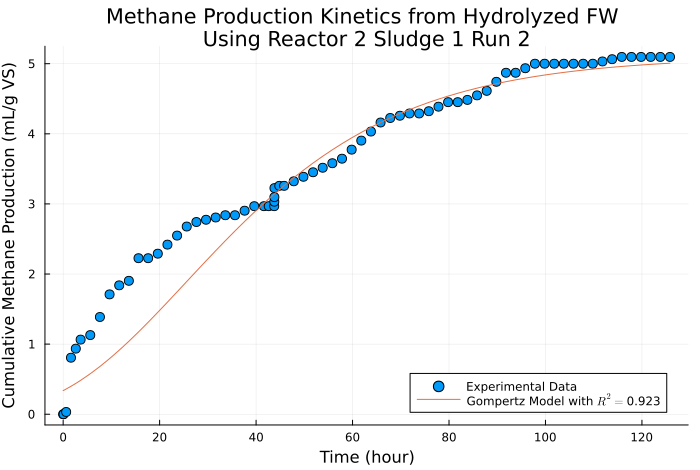 Methane Production Kinetics from Hydrolyzed FW
Using Reactor 2 Sludge 1 Run 2
Cumulative Methane Production (mL/g VS)
5
4
3
2
1
0
0 20 40 60 80 100 120
Time (hour)
Experimental Data
Gompertz Model with R² = 0.923